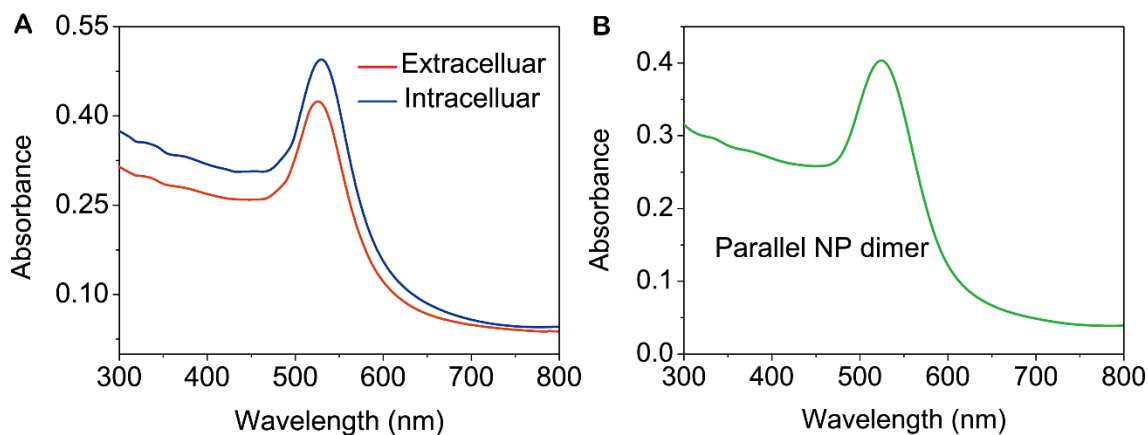 A
0.55
0.40
0.25
0.10
Absorbance
Extracelluar
Intracelluar
300 400 500 600 700 800
Wavelength (nm)
B
0.4
0.3
0.2
0.1
0.0
Absorbance
Parallel NP dimer
300 400 500 600 700 800
Wavelength (nm)